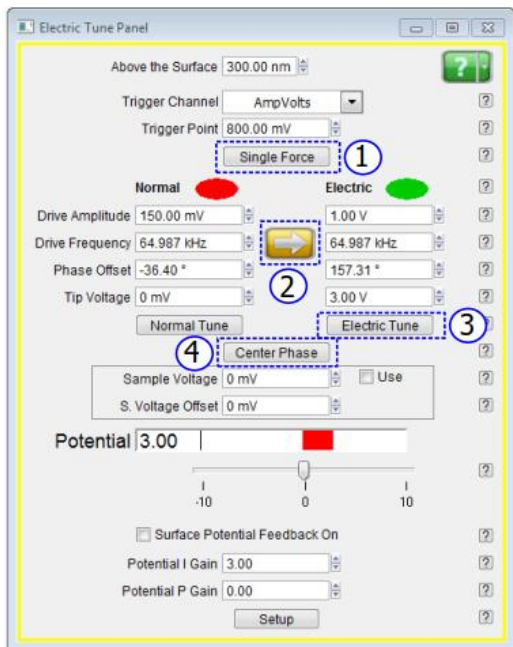 Electric Tune Panel
Above the Surface 300.00 nm ?
Trigger Channel AmpVolts ?
Trigger Point 800.00 mV ?
Single Force 1 ?
Normal Electric ?
Drive Amplitude 150.00 mV 1.00 V ?
Drive Frequency 64.987 kHz 64.987 kHz ?
Phase Offset -36.40 ° 157.31 ° ?
2
Tip Voltage 0 mV 3.00 V ?
Normal Tune Electric Tune 3 ?
4 Center Phase ?
Sample Voltage 0 mV Use ?
S. Voltage Offset 0 mV ?
Potential 3.00
?
-10 0 10
Surface Potential Feedback On ?
Potential I Gain 3.00 ?
Potential P Gain 0.00 ?
Setup ?